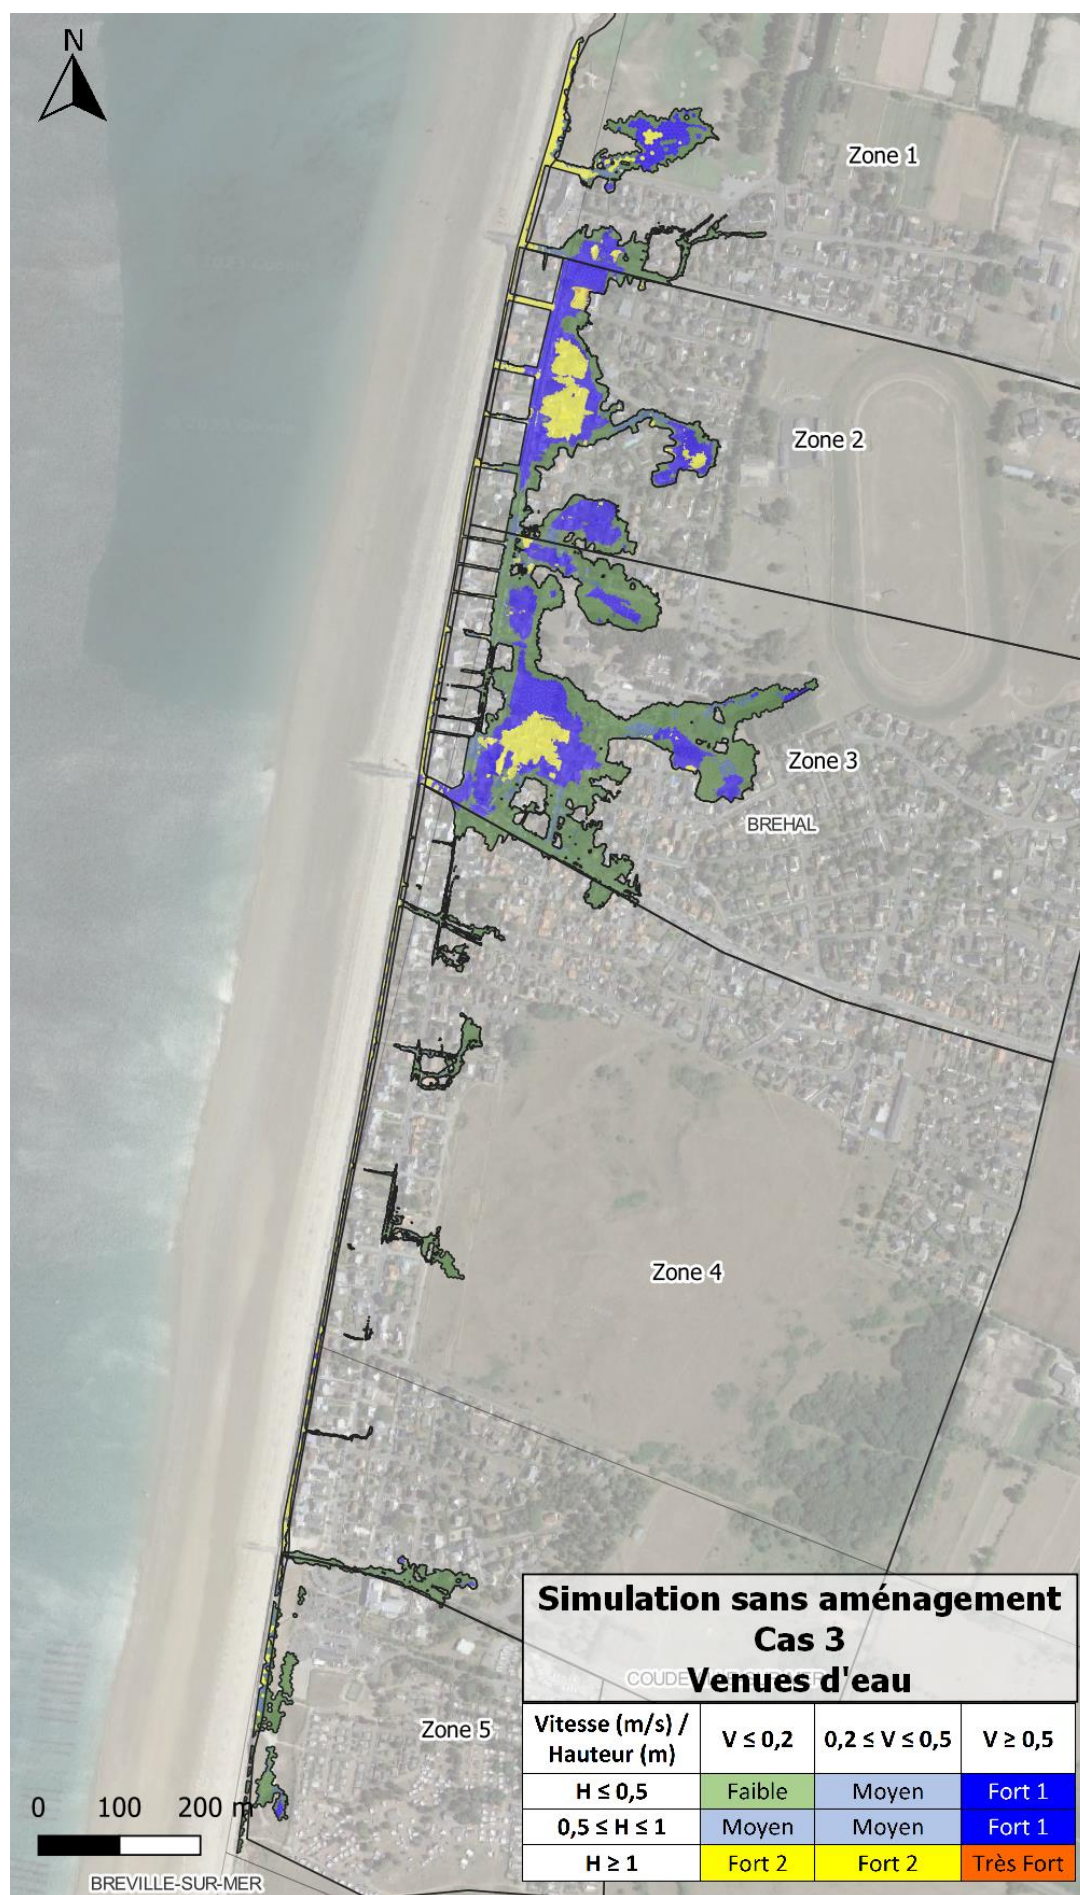 N
Zone 1
Zone 2
Zone 3
BREHAL
Zone 4
Simulation sans aménagement
Cas 3
Venues d'eau
Zone 5
Vitesse (m/s) / Hauteur (m) V ≤ 0,2 0,2 ≤ V ≤ 0,5 V ≥ 0,5
H ≤ 0,5 Faible Moyen Fort 1
0,5 ≤ H ≤ 1 Moyen Moyen Fort 1
H ≥ 1 Fort 2 Fort 2 Très Fort
0 100 200 m
BREVILLE-SUR-MER